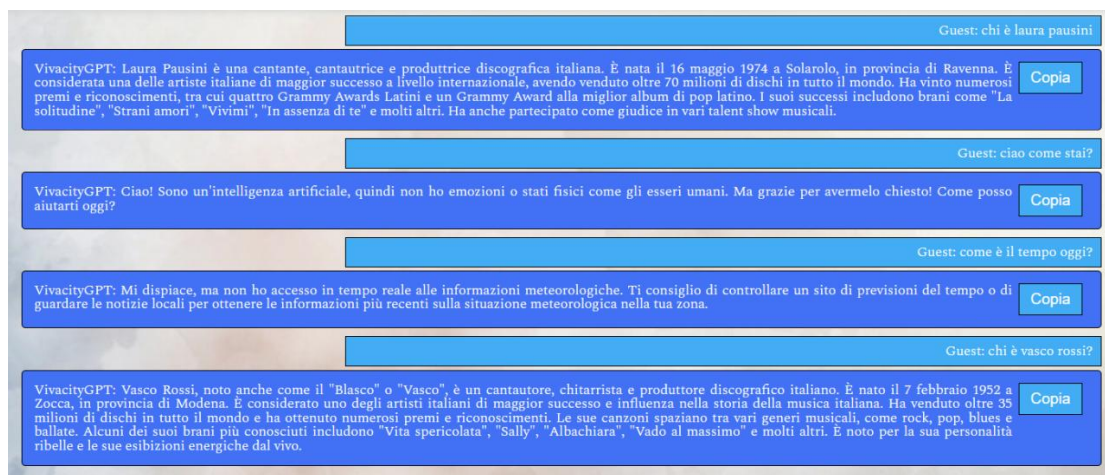 Guest: chi è laura pausini
VivacityGPT: Laura Pausini è una cantante, cantautrice e produttrice discografica italiana. È nata il 16 maggio 1974 a Solarolo, in provincia di Ravenna. È
considerata una delle artiste italiane di maggior successo a livello internazionale, avendo venduto oltre 70 milioni di dischi in tutto il mondo. Ha vinto numerosi
premi e riconoscimenti, tra cui quattro Grammy Awards Latini e un Grammy Award alla miglior album di pop latino. I suoi successi includono brani come "La
solitudine", "Strani amori", "Vivimi", "In assenza di te" e molti altri. Ha anche partecipato come giudice in vari talent show musicali.
Copia
Guest: ciao come stai?
VivacityGPT: Ciao! Sono un'intelligenza artificiale, quindi non ho emozioni o stati fisici come gli esseri umani. Ma grazie per avermelo chiesto! Come posso
aiutarti oggi?
Copia
Guest: come è il tempo oggi?
VivacityGPT: Mi dispiace, ma non ho accesso in tempo reale alle informazioni meteorologiche. Ti consiglio di controllare un sito di previsioni del tempo o di
guardare le notizie locali per ottenere le informazioni più recenti sulla situazione meteorologica nella tua zona.
Copia
Guest: chi è vasco rossi?
VivacityGPT: Vasco Rossi, noto anche come il "Blasco" o "Vasco", è un cantautore, chitarrista e produttore discografico italiano. È nato il 7 febbraio 1952 a
Zocca, in provincia di Modena. È considerato uno degli artisti italiani di maggior successo e influenza nella storia della musica italiana. Ha venduto oltre 35
milioni di dischi in tutto il mondo e ha ottenuto numerosi premi e riconoscimenti. Le sue canzoni spaziano tra vari generi musicali, come rock, pop, blues e
ballate. Alcuni dei suoi brani più conosciuti includono "Vita spericolata", "Sally", "Albachiara", "Vado al massimo" e molti altri. È noto per la sua personalità
ribelle e le sue esibizioni energiche dal vivo.
Copia